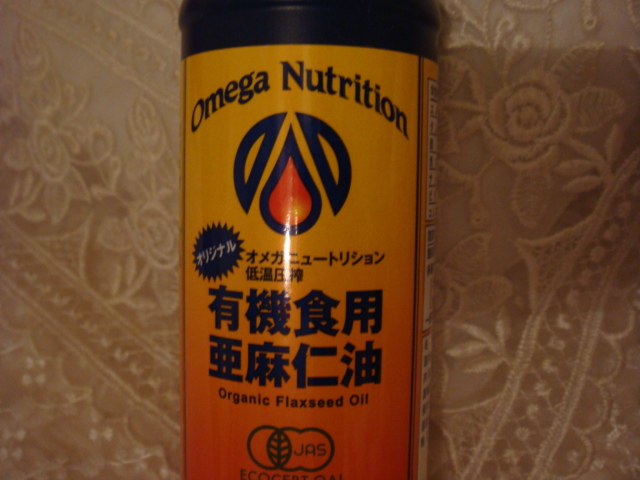 Omega Nutrition
オリジナル
オメガニュートリション
低温圧搾
有機食用
亜麻仁油
Organic Flaxseed Oil
JAS